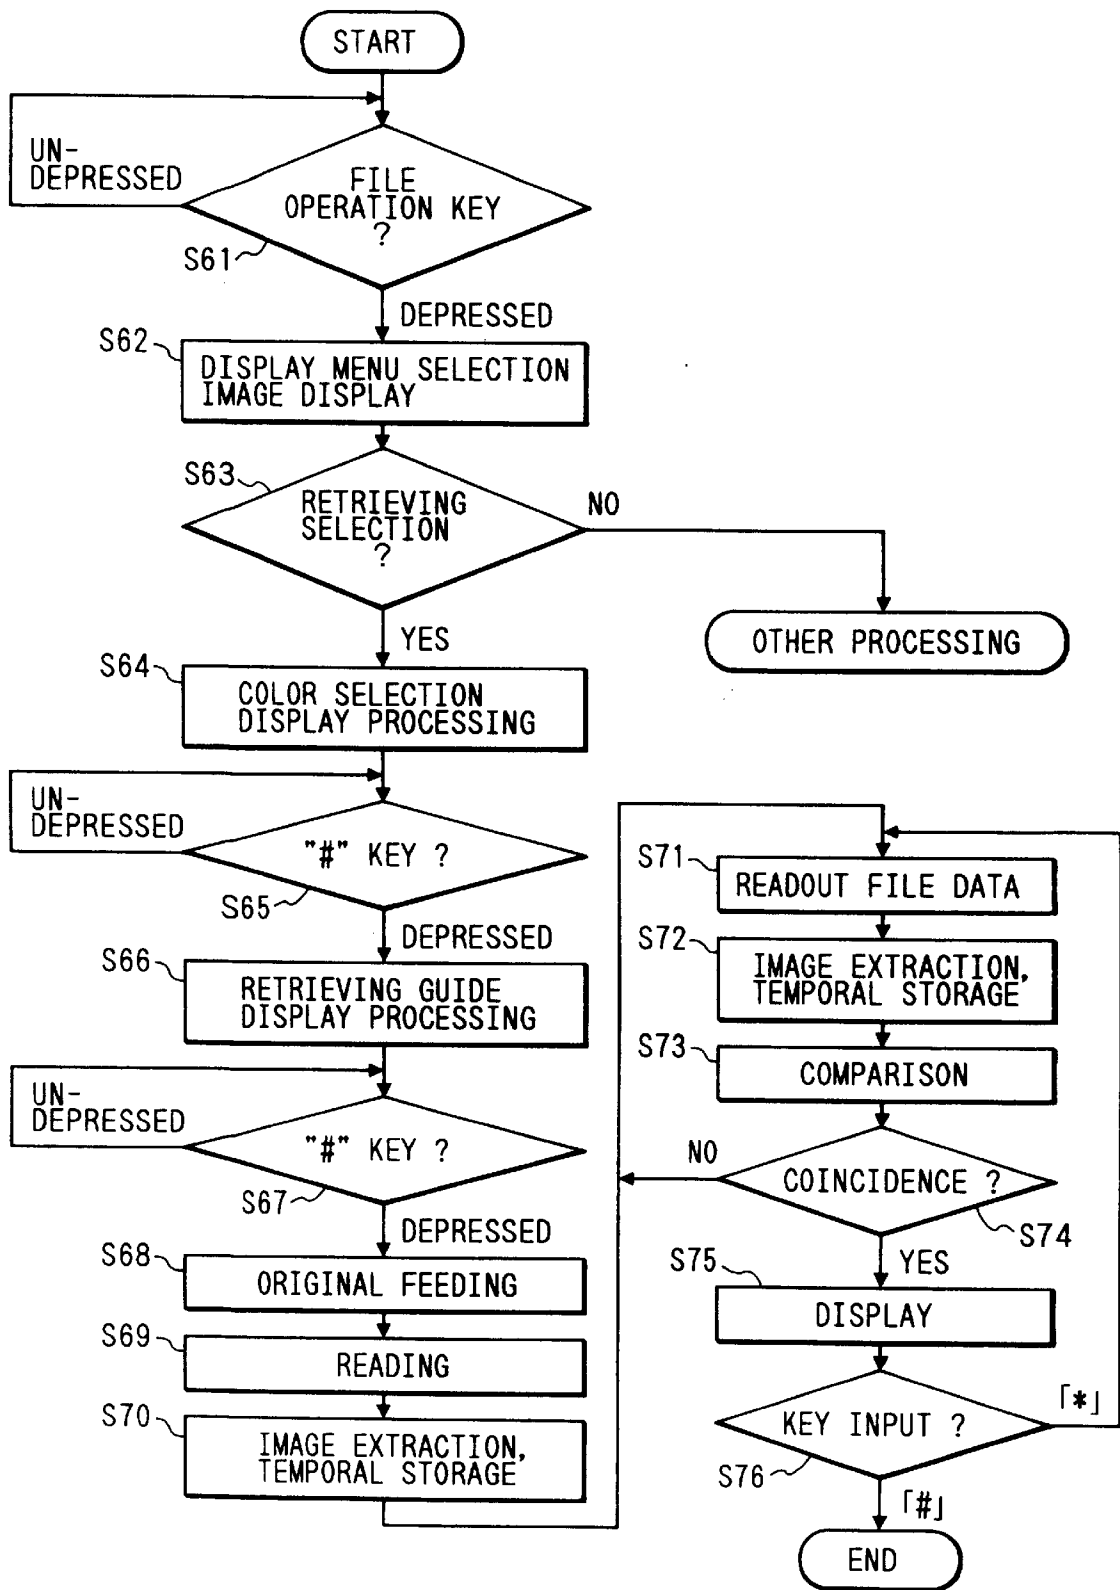 START
UN-
DEPRESSED
FILE
OPERATION KEY
?
S61
DEPRESSED
S62
DISPLAY MENU SELECTION
IMAGE DISPLAY
S63
RETRIEVING
SELECTION
?
NO
OTHER PROCESSING
YES
S64
COLOR SELECTION
DISPLAY PROCESSING
UN-
DEPRESSED
"#" KEY ?
S65
DEPRESSED
S66
RETRIEVING GUIDE
DISPLAY PROCESSING
UN-
DEPRESSED
"#" KEY ?
S67
DEPRESSED
S68
ORIGINAL FEEDING
S69
READING
S70
IMAGE EXTRACTION,
TEMPORAL STORAGE
S71
READOUT FILE DATA
S72
IMAGE EXTRACTION,
TEMPORAL STORAGE
S73
COMPARISON
NO
COINCIDENCE ?
S74
YES
S75
DISPLAY
KEY INPUT ?
「*」
S76
「#」
END